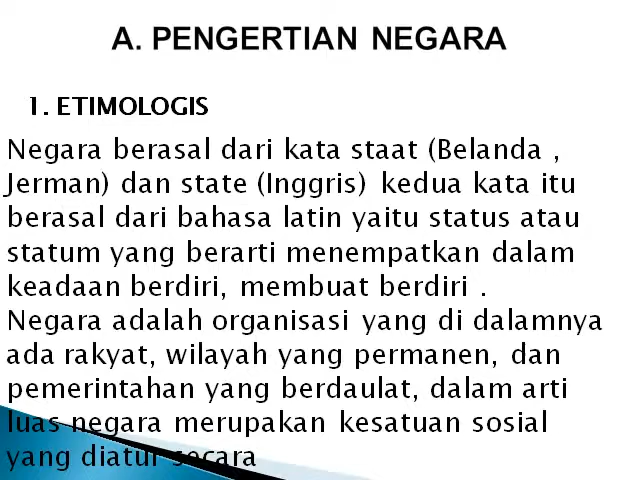 A. PENGERTIAN NEGARA
1. ETIMOLOGIS
Negara berasal dari kata staat (Belanda ,
Jerman) dan state (Inggris) kedua kata itu
berasal dari bahasa latin yaitu status atau
statum yang berarti menempatkan dalam
keadaan berdiri, membuat berdiri .
Negara adalah organisasi yang di dalamnya
ada rakyat, wilayah yang permanen, dan
pemerintahan yang berdaulat, dalam arti
luas negara merupakan kesatuan sosial
yang diatur secara